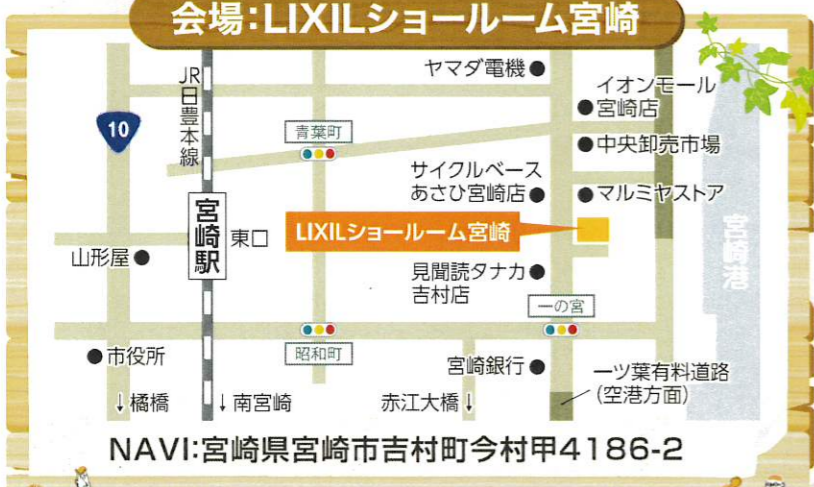 会場:LIXILショールーム宮崎
ヤマダ電機
JR日豊本線
イオンモール
宮崎店
10
青葉町
中央卸売市場
サイクルベース
あさひ宮崎店
マルミヤストア
宮崎駅
東口
LIXILショールーム宮崎
宮崎港
山形屋
見聞読タナカ
吉村店
一の宮
市役所
昭和町
宮崎銀行
一ツ葉有料道路
(空港方面)
↓橘橋
↓南宮崎
赤江大橋↓
NAVI:宮崎県宮崎市吉村町今村甲4186-2